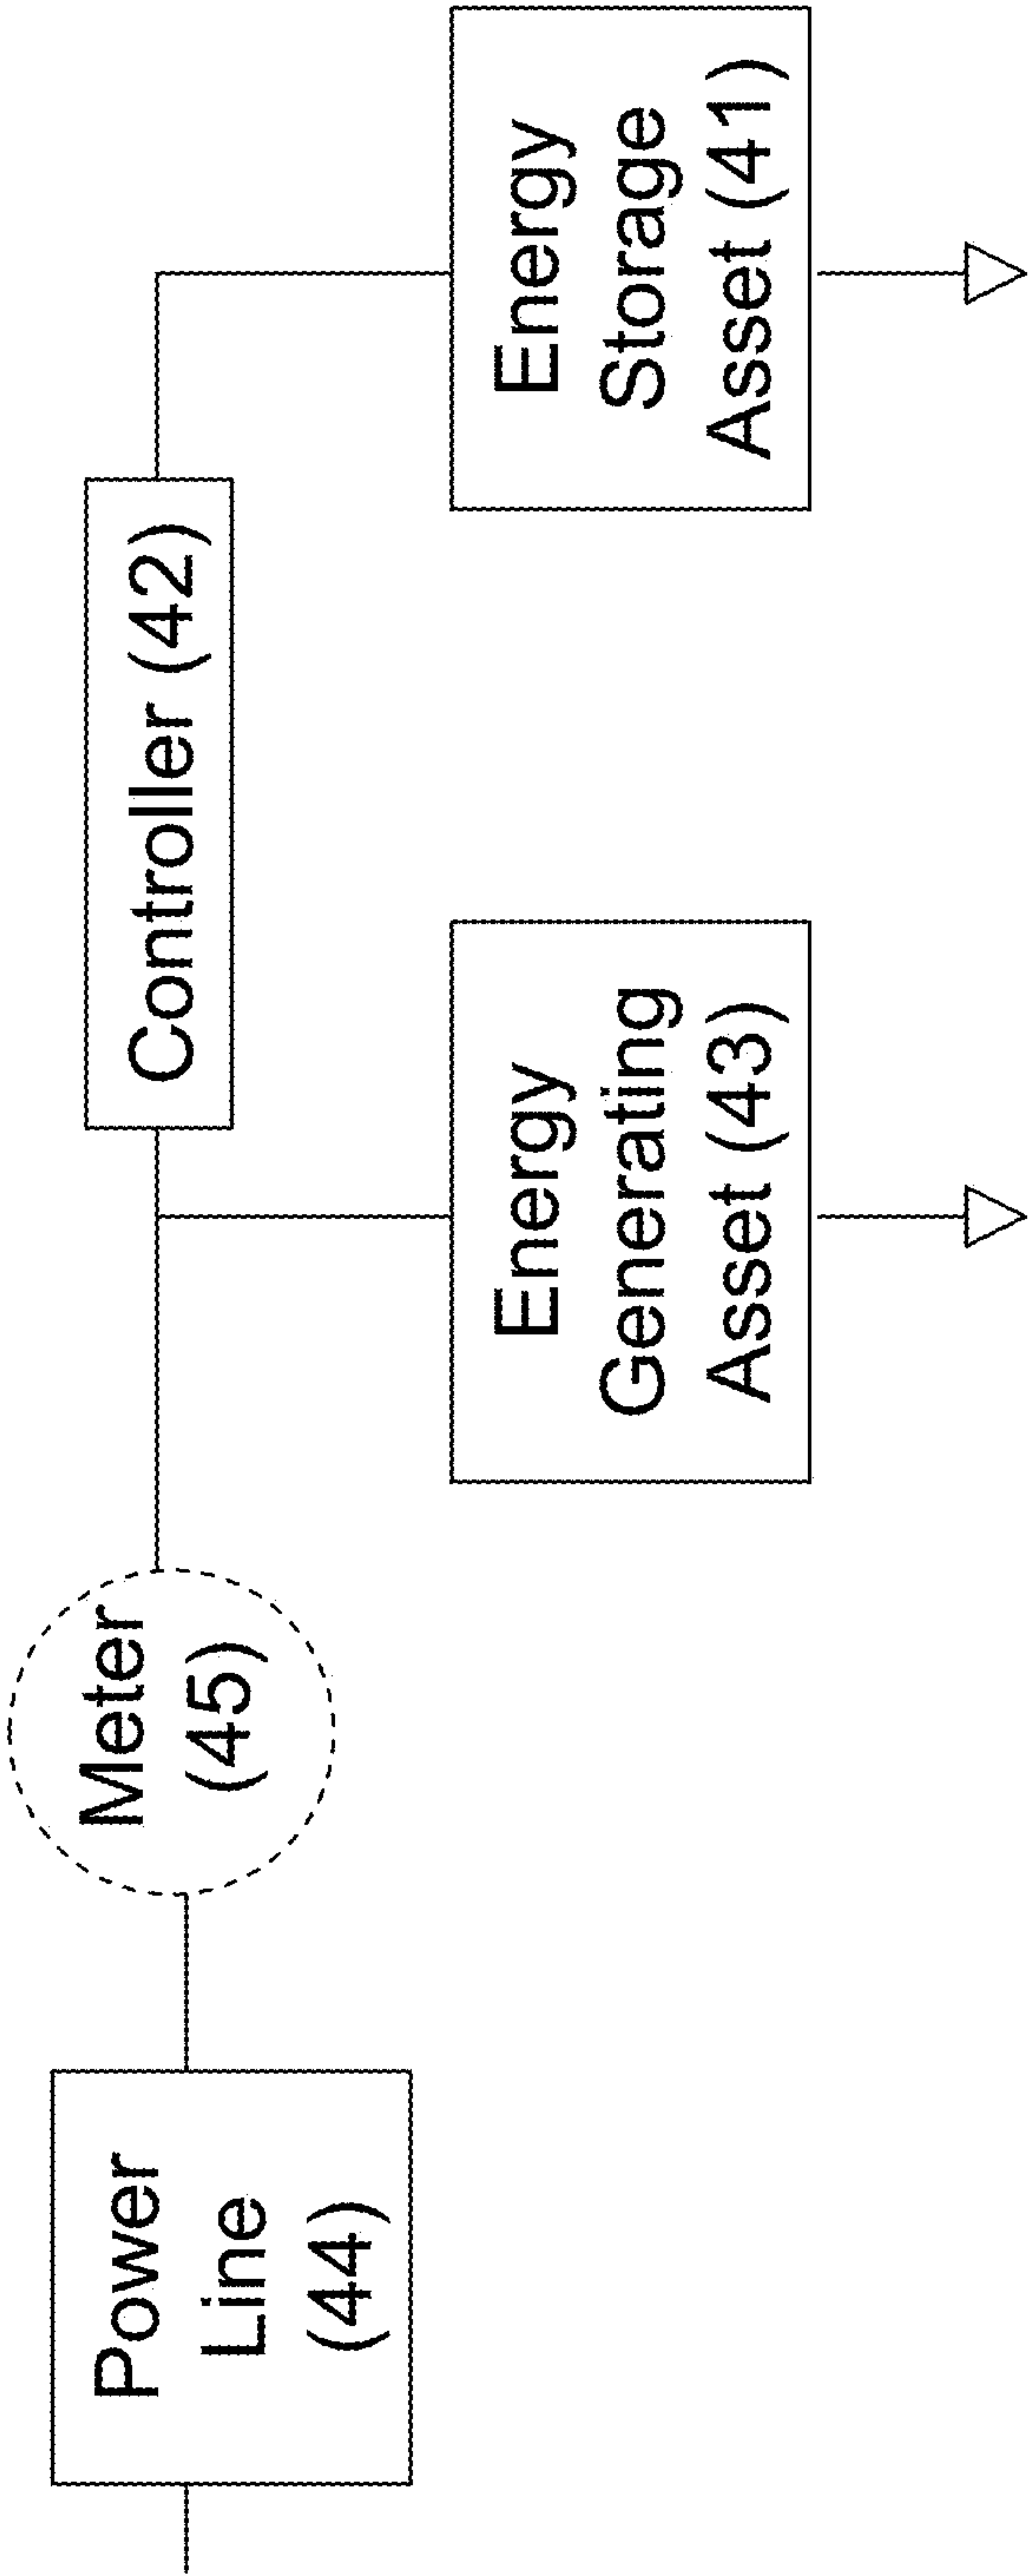 Power
Line
(44)
Meter
(45)
Controller (42)
Energy
Generating
Asset (43)
Energy
Storage
Asset (41)